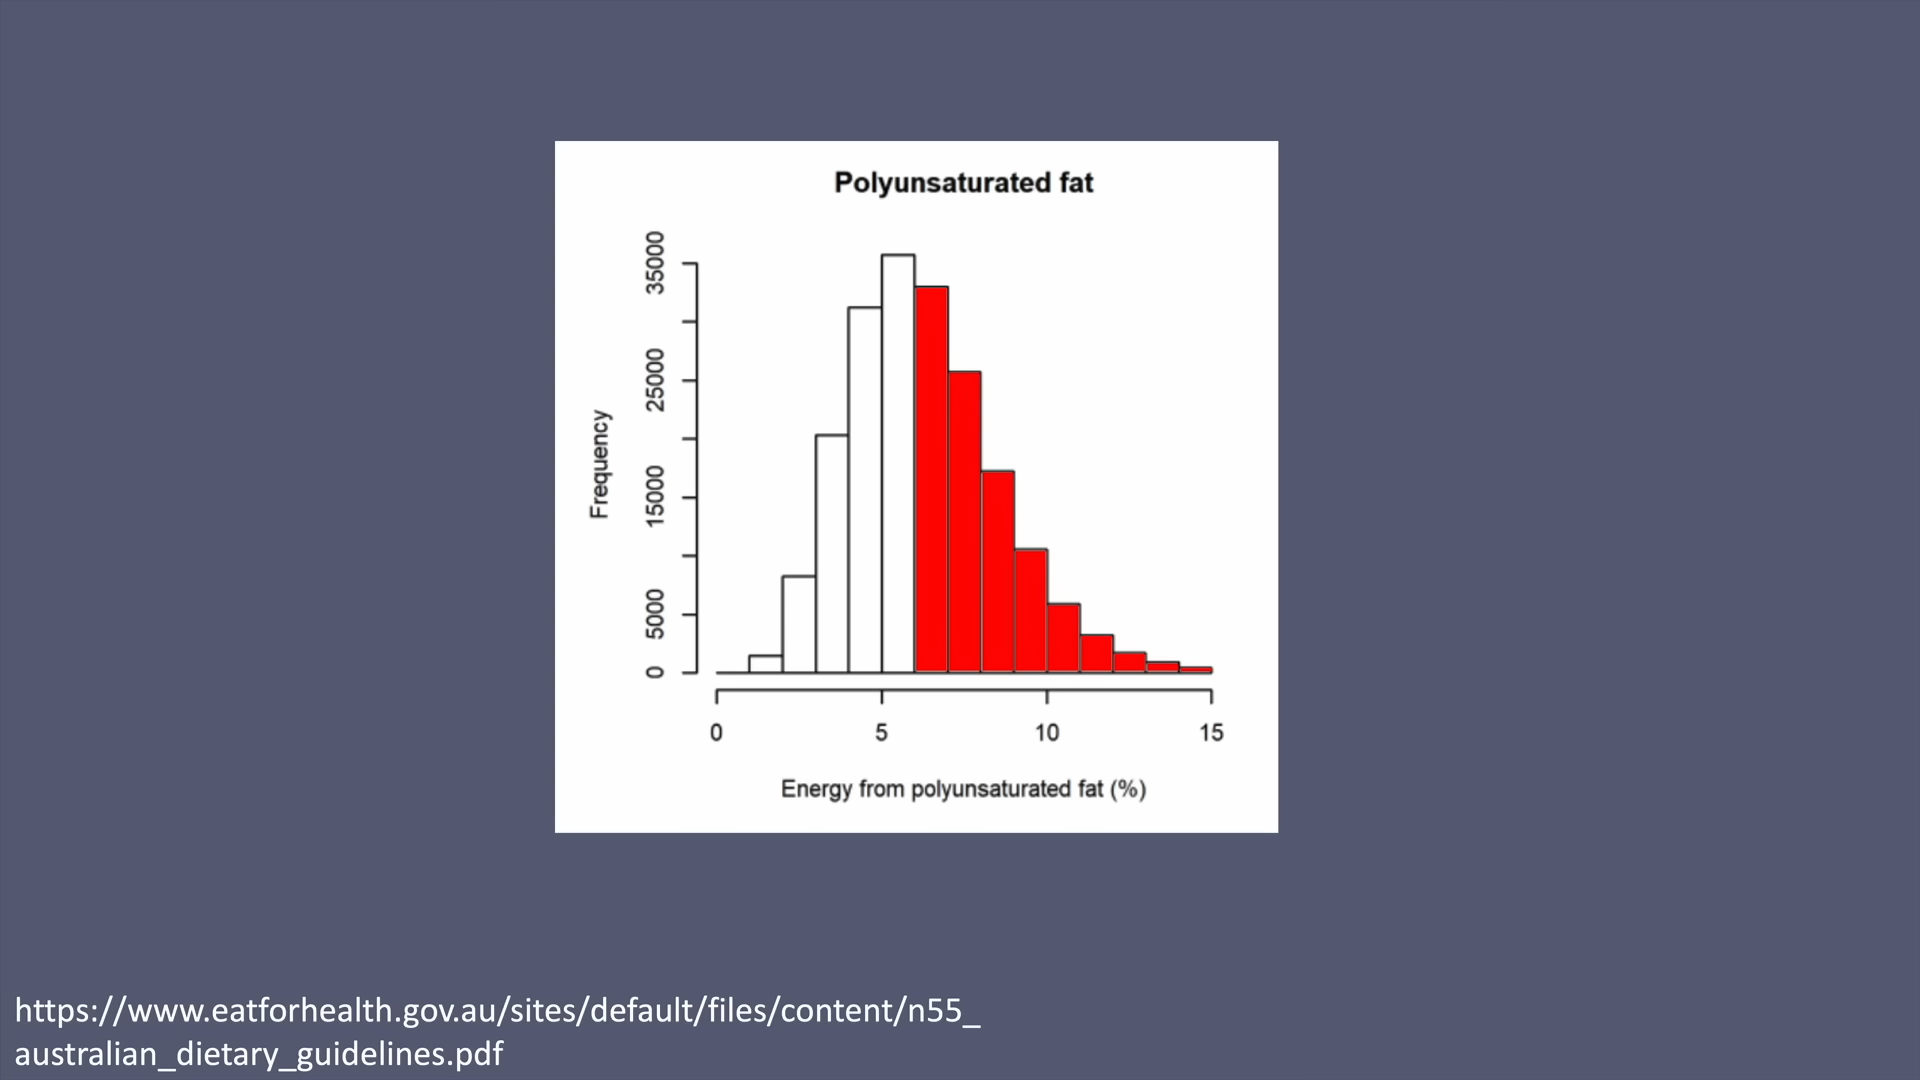 Polyunsaturated fat
Frequency
35000
25000
15000
5000
0
0 5 10 15
Energy from polyunsaturated fat (%)
https://www.eatforhealth.gov.au/sites/default/files/content/n55_
australian_dietary_guidelines.pdf